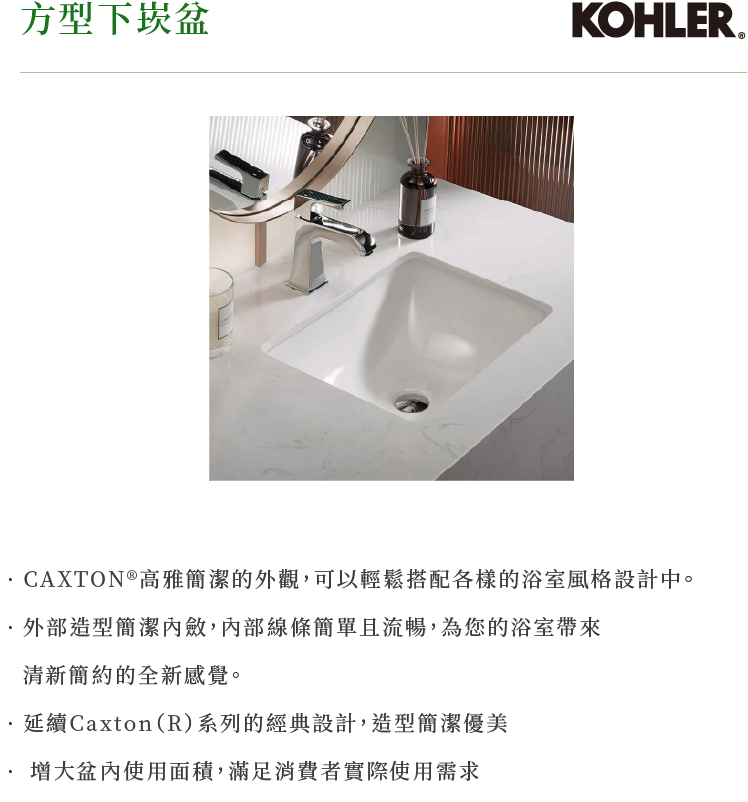 方型下崁盆
KOHLER®
· CAXTON®高雅簡潔的外觀，可以輕鬆搭配各樣的浴室風格設計中。
· 外部造型簡潔內斂，內部線條簡單且流暢，為您的浴室帶來
清新簡約的全新感覺。
· 延續Caxton(R)系列的經典設計，造型簡潔優美
· 增大盆內使用面積，滿足消費者實際使用需求